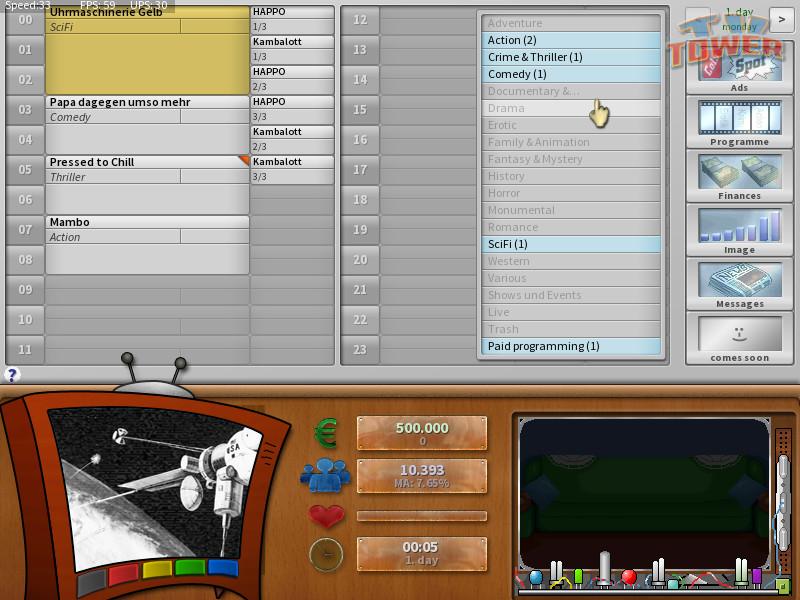 Speed:33 FPS: 59 UPS: 30
00 Uhrmaschinerie Gelb
SciFi
HAPPO
1/3
01
Kambalott
1/3
02
HAPPO
2/3
03 Papa dagegen umso mehr
Comedy
HAPPO
3/3
04
Kambalott
2/3
05 Pressed to Chill
Thriller
Kambalott
3/3
06
07 Mambo
Action
08
09
10
11
12
13
14
15
16
17
18
19
20
21
22
23
Adventure
Action (2)
Crime & Thriller (1)
Comedy (1)
Documentary &...
Drama
Erotic
Family & Animation
Fantasy & Mystery
History
Horror
Monumental
Romance
SciFi (1)
Western
Various
Shows und Events
Live
Trash
Paid programming (1)
1. day
monday
>
TOWER
Spot
Ads
Programme
Finances
Image
NEWS
Messages
comes soon
?
SA
€
500.000
0
10.393
MA: 7.65%
00:05
1. day